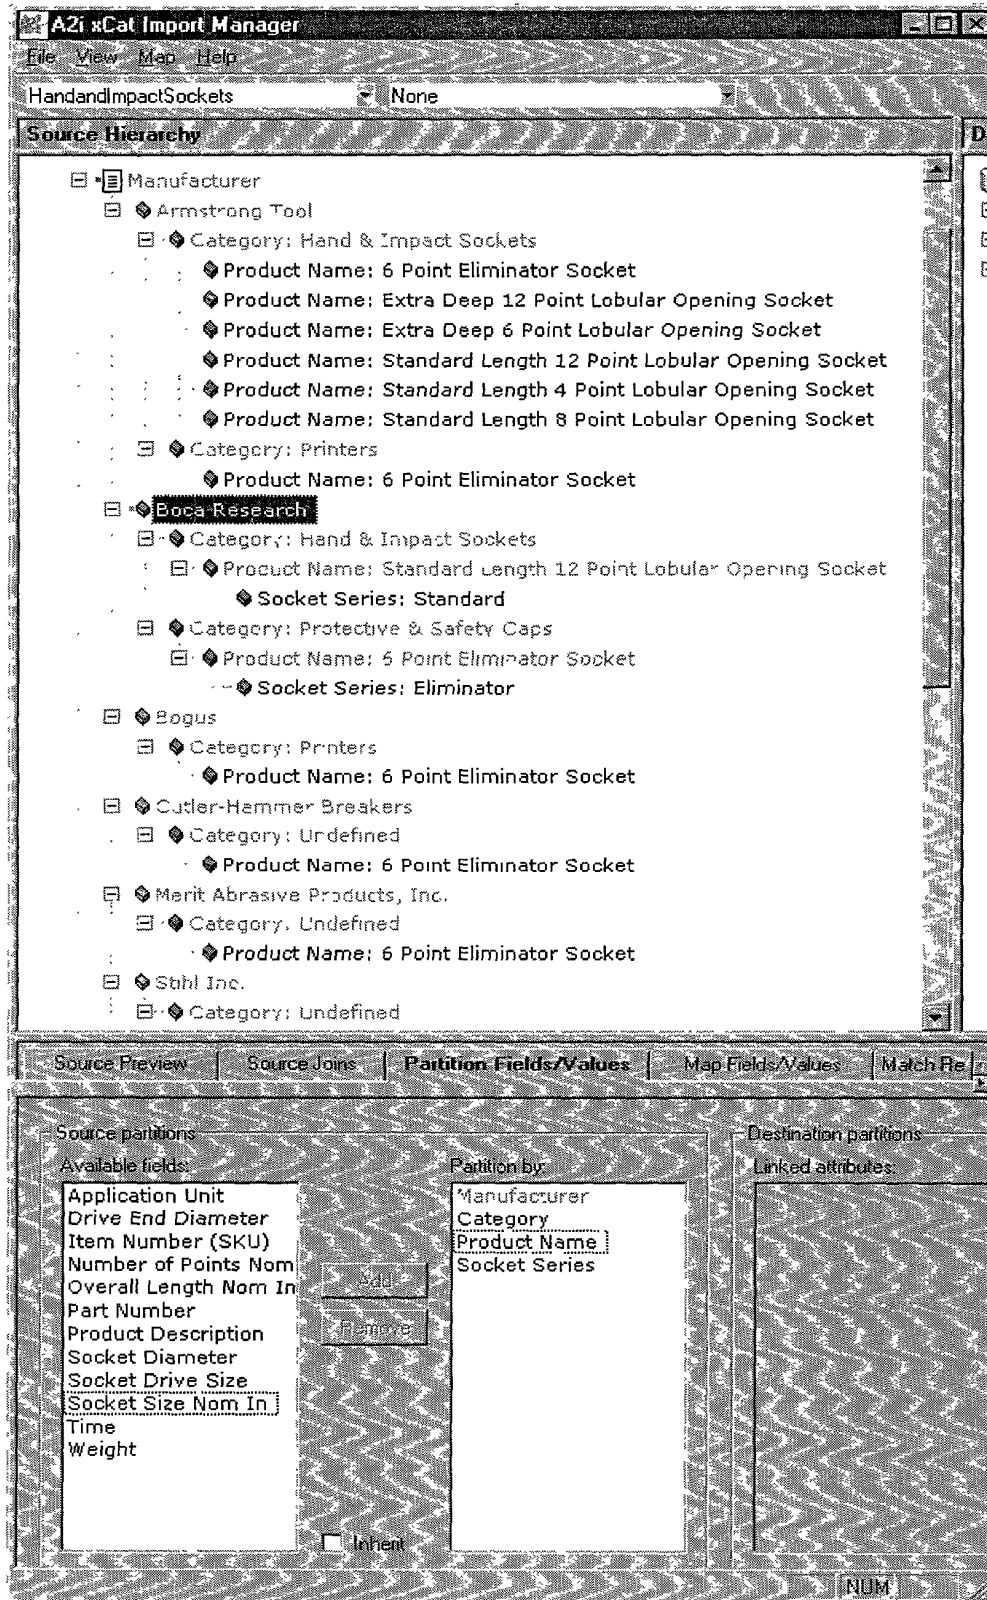 A2i xCat Import Manager
File View Map Help
HandandImpactSockets None
Source Hierarchy D
Manufacturer
Armstrong Tool
Category: Hand & Impact Sockets
Product Name: 6 Point Eliminator Socket
Product Name: Extra Deep 12 Point Lobular Opening Socket
Product Name: Extra Deep 6 Point Lobular Opening Socket
Product Name: Standard Length 12 Point Lobular Opening Socket
Product Name: Standard Length 4 Point Lobular Opening Socket
Product Name: Standard Length 8 Point Lobular Opening Socket
Category: Printers
Product Name: 6 Point Eliminator Socket
Boca Research
Category: Hand & Impact Sockets
Product Name: Standard Length 12 Point Lobular Opening Socket
Socket Series: Standard
Category: Protective & Safety Caps
Product Name: 6 Point Eliminator Socket
Socket Series: Eliminator
Bogus
Category: Printers
Product Name: 6 Point Eliminator Socket
Cutler-Hammer Breakers
Category: Undefined
Product Name: 6 Point Eliminator Socket
Merit Abrasive Products, Inc.
Category: Undefined
Product Name: 6 Point Eliminator Socket
Stihl Inc.
Category: Undefined
Source Preview Source Joins Partition Fields/Values Map Fields/Values Match Re
Source partitions Destination partitions
Available fields: Partition by: Linked attributes:
Application Unit Manufacturer
Drive End Diameter Category
Item Number (SKU) Product Name
Number of Points Nom Socket Series
Overall Length Nom In Add
Part Number
Product Description Remove
Socket Diameter
Socket Drive Size
Socket Size Nom In
Time
Weight
Inherit
NUM